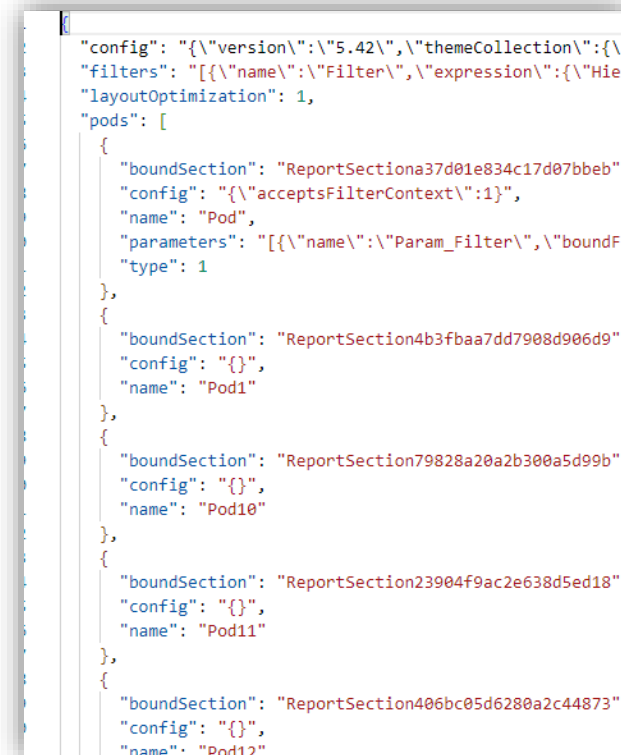 {
"config": "{\"version\":\"5.42\",\"themeCollection\":{\
"filters": "[{\"name\":\"Filter\",\"expression\":{\"Hie
"layoutOptimization": 1,
"pods": [
{
"boundSection": "ReportSectiona37d01e834c17d07bbeb"
"config": "{\"acceptsFilterContext\":1}",
"name": "Pod",
"parameters": "[{\"name\":\"Param_Filter\",\"boundF
"type": 1
},
{
"boundSection": "ReportSection4b3fbaa7dd7908d906d9"
"config": "{}",
"name": "Pod1"
},
{
"boundSection": "ReportSection79828a20a2b300a5d99b"
"config": "{}",
"name": "Pod10"
},
{
"boundSection": "ReportSection23904f9ac2e638d5ed18"
"config": "{}",
"name": "Pod11"
},
{
"boundSection": "ReportSection406bc05d6280a2c44873"
"config": "{}",
"name": "Pod12"